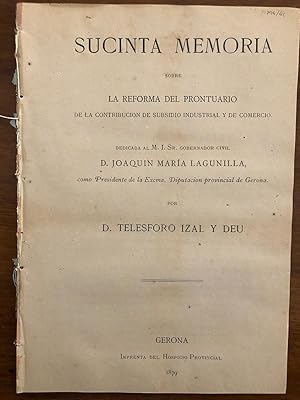 SUCINTA MEMORIA
SOBRE
LA REFORMA DEL PRONTUARIO
DE LA CONTRIBUCION DE SUBSIDIO INDUSTRIAL Y DE COMERCIO.
DEDICADA AL M. I. SR. GOBERNADOR CIVIL
D. JOAQUIN MARÍA LAGUNILLA,
como Presidente de la Excma. Diputacion provincial de Gerona.
POR
D. TELESFORO IZAL Y DEU
GERONA
IMPRENTA DEL HOSPICIO PROVINCIAL
1879